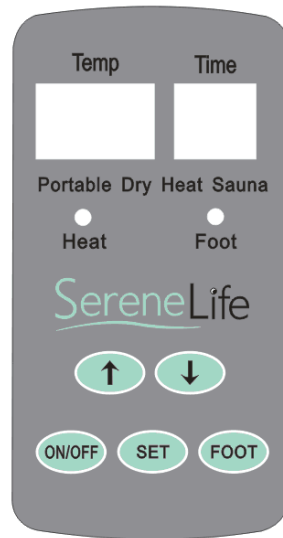 Temp Time
Portable Dry Heat Sauna
Heat Foot
SereneLife
↑ ↓
ON/OFF SET FOOT